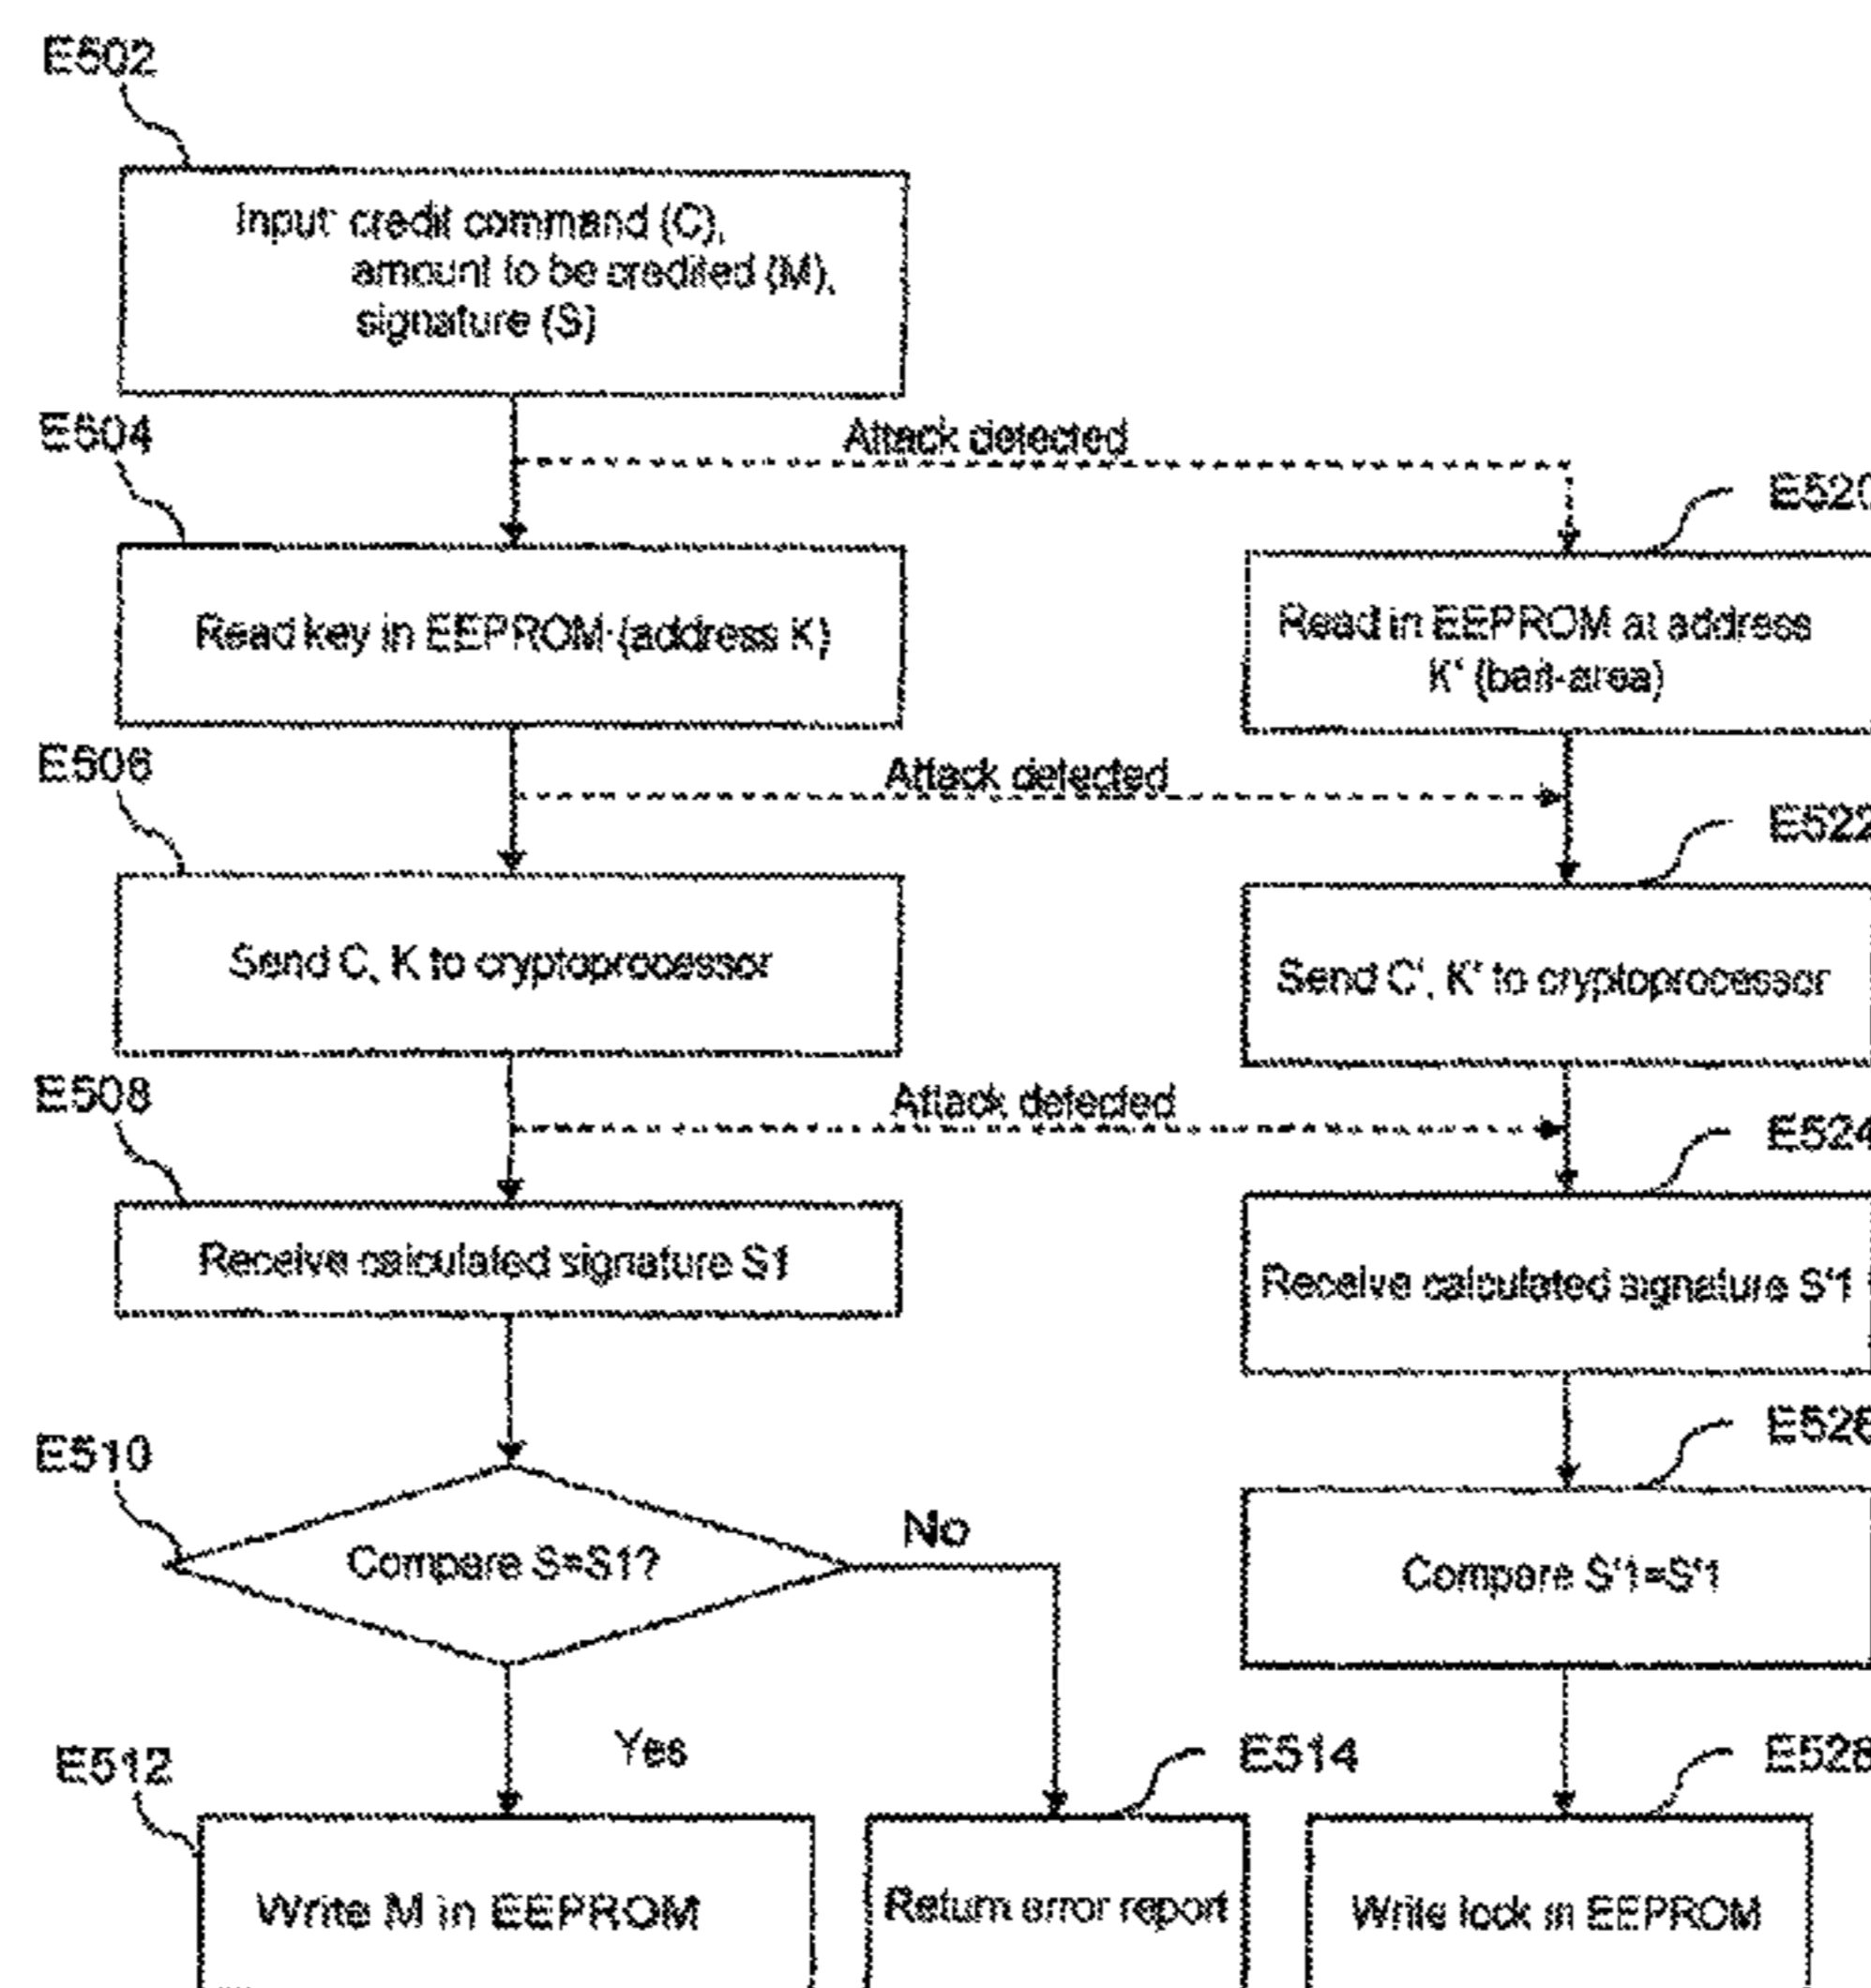 E502
Input: credit command (C),
amount to be credited (M),
signature (S)
E504
Attack detected
E520
Read key in EEPROM (address K)
Read in EEPROM at address
K' (bait-area)
E506
Attack detected
E522
Send C, K to cryptoprocessor
Send C', K' to cryptoprocessor
E508
Attack detected
E524
Receive calculated signature S1
Receive calculated signature S'1
E510
E526
No
Compare S=S1?
Compare S'1=S'1
Yes
E512
E514
E528
Write M in EEPROM
Return error report
Write lock in EEPROM